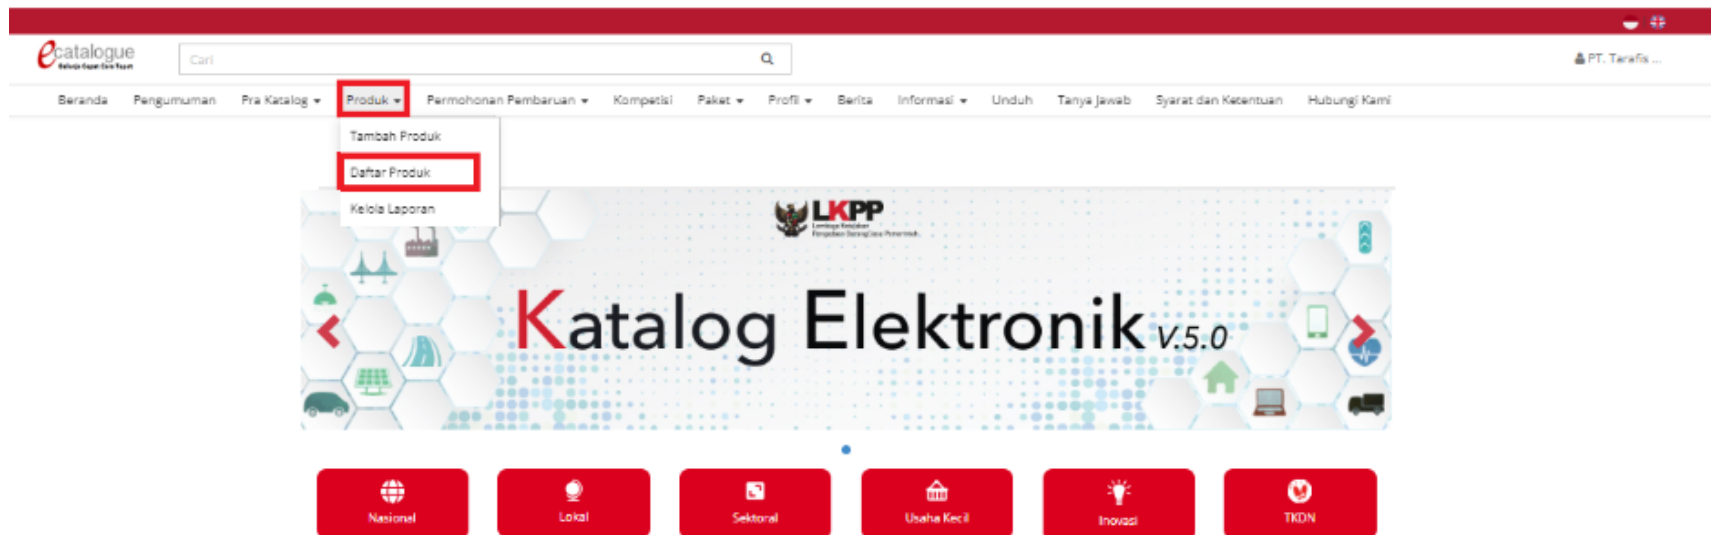 ecatalogue
Cari
PT. Tarafis ...
Beranda Pengumuman Pra Katalog Produk Permohonan Pembaruan Kompetisi Paket Profil Berita Informasi Unduh Tanya Jawab Syarat dan Ketentuan Hubungi Kami
Tambah Produk
Daftar Produk
Kelola Laporan
LKPP
Katalog Elektronik V.5.0
Nasional Lokal Sektoral Usaha Kecil Inovasi TKDN